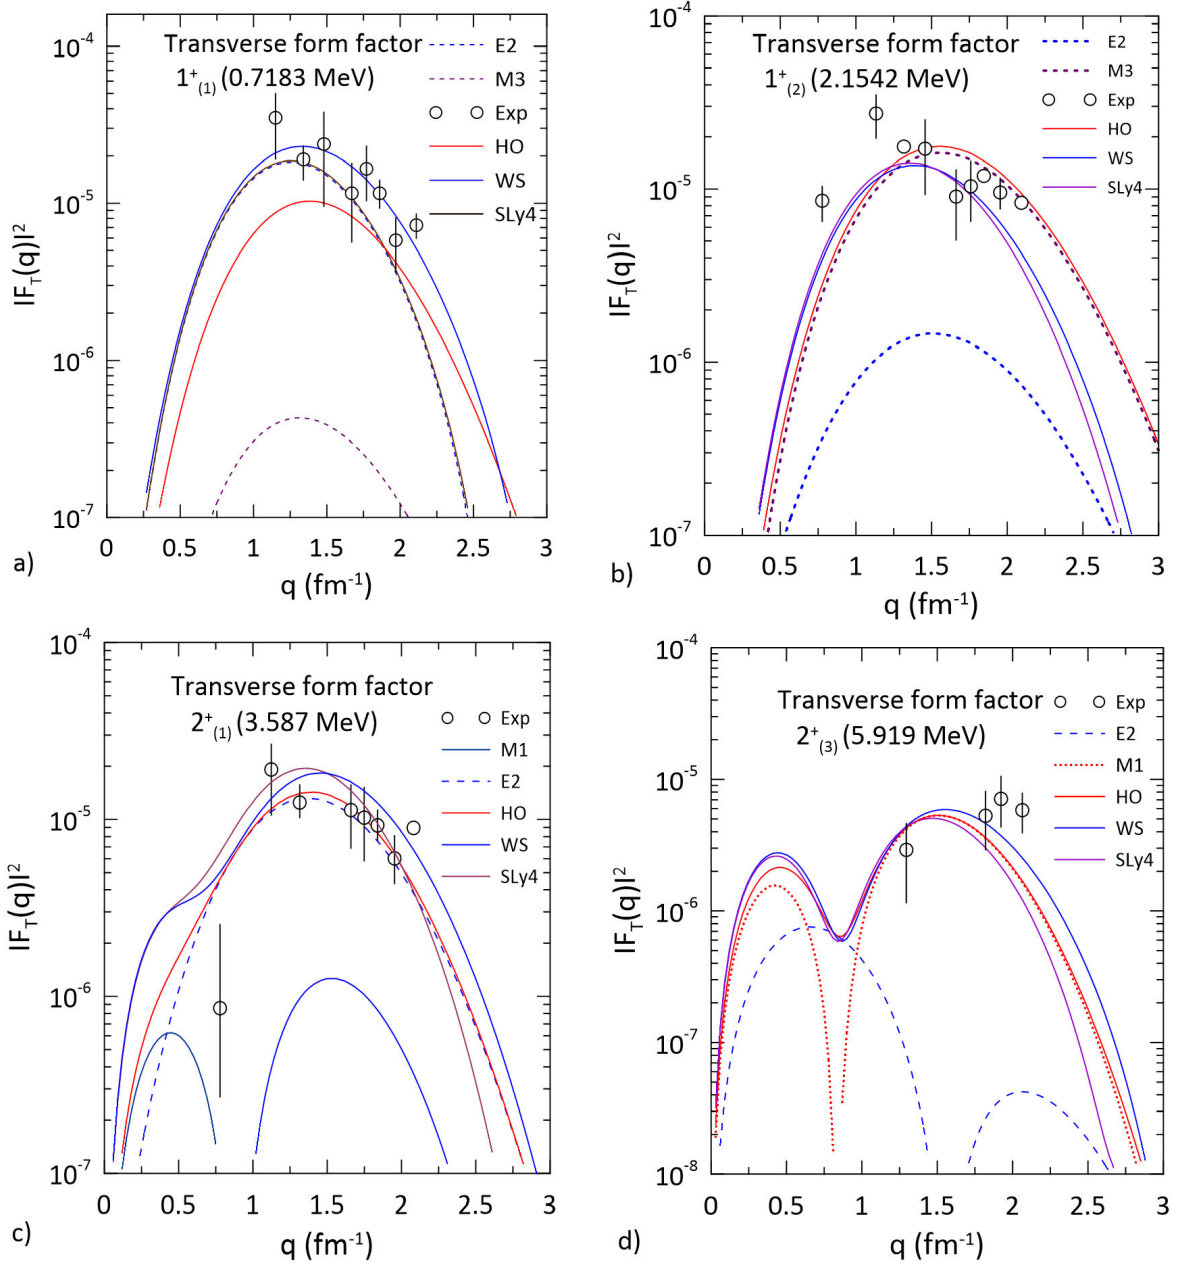 Transverse form factor
1+(1) (0.7183 MeV)
E2
M3
Exp
HO
WS
SLy4
10-4
10-5
10-6
10-7
|FT(q)|2
0 0.5 1 1.5 2 2.5 3
q (fm-1)
a)
Transverse form factor
1+(2) (2.1542 MeV)
E2
M3
Exp
HO
WS
SLy4
10-4
10-5
10-6
10-7
|FT(q)|2
0 0.5 1 1.5 2 2.5 3
q (fm-1)
b)
Transverse form factor
2+(1) (3.587 MeV)
Exp
M1
E2
HO
WS
SLy4
10-4
10-5
10-6
10-7
|FT(q)|2
0 0.5 1 1.5 2 2.5 3
q (fm-1)
c)
Transverse form factor
2+(3) (5.919 MeV)
Exp
E2
M1
HO
WS
SLy4
10-4
10-5
10-6
10-7
10-8
|FT(q)|2
0 0.5 1 1.5 2 2.5 3
q (fm-1)
d)